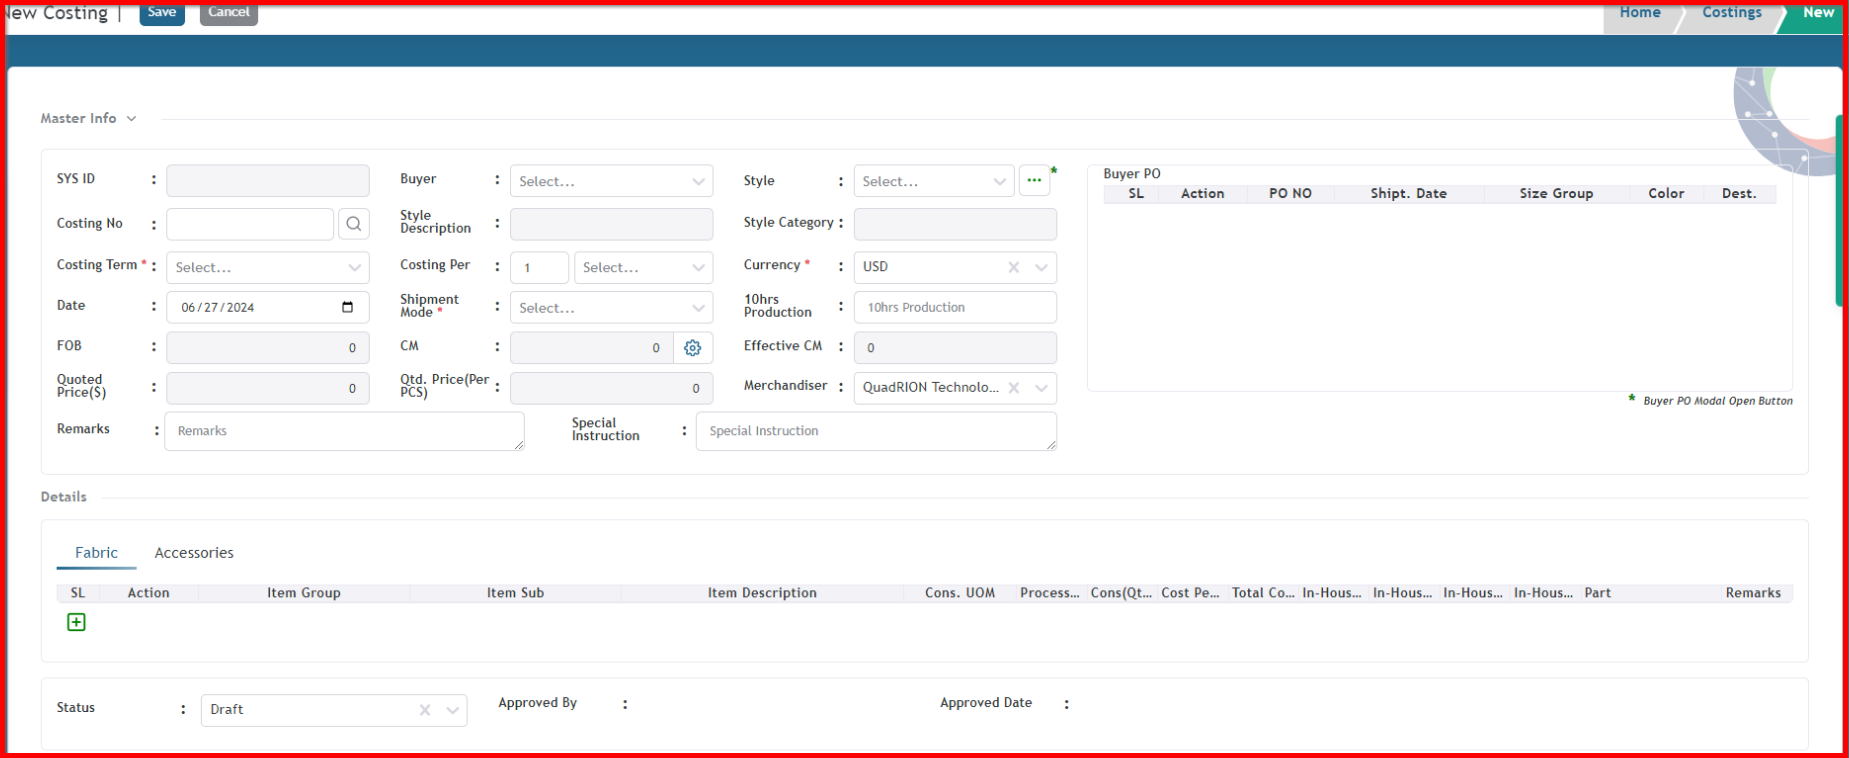 New Costing | Save Cancel Home Costings New
Master Info
SYS ID : Buyer : Select... Style : Select... ... * Buyer PO
SL Action PO NO Shipt. Date Size Group Color Dest.
Costing No : Style Description : Style Category :
Costing Term * : Select... Costing Per : 1 Select... Currency * : USD
Date : 06/27/2024 Shipment Mode * : Select... 10hrs Production : 10hrs Production
FOB : 0 CM : 0 Effective CM : 0
Quoted Price($) : 0 Qtd. Price(Per PCS) : 0 Merchandiser : QuadRION Technolo...
* Buyer PO Modal Open Button
Remarks : Remarks Special Instruction : Special Instruction
Details
Fabric Accessories
SL Action Item Group Item Sub Item Description Cons. UOM Process... Cons(Qt... Cost Pe... Total Co... In-Hous... In-Hous... In-Hous... In-Hous... Part Remarks
Status : Draft Approved By : Approved Date :